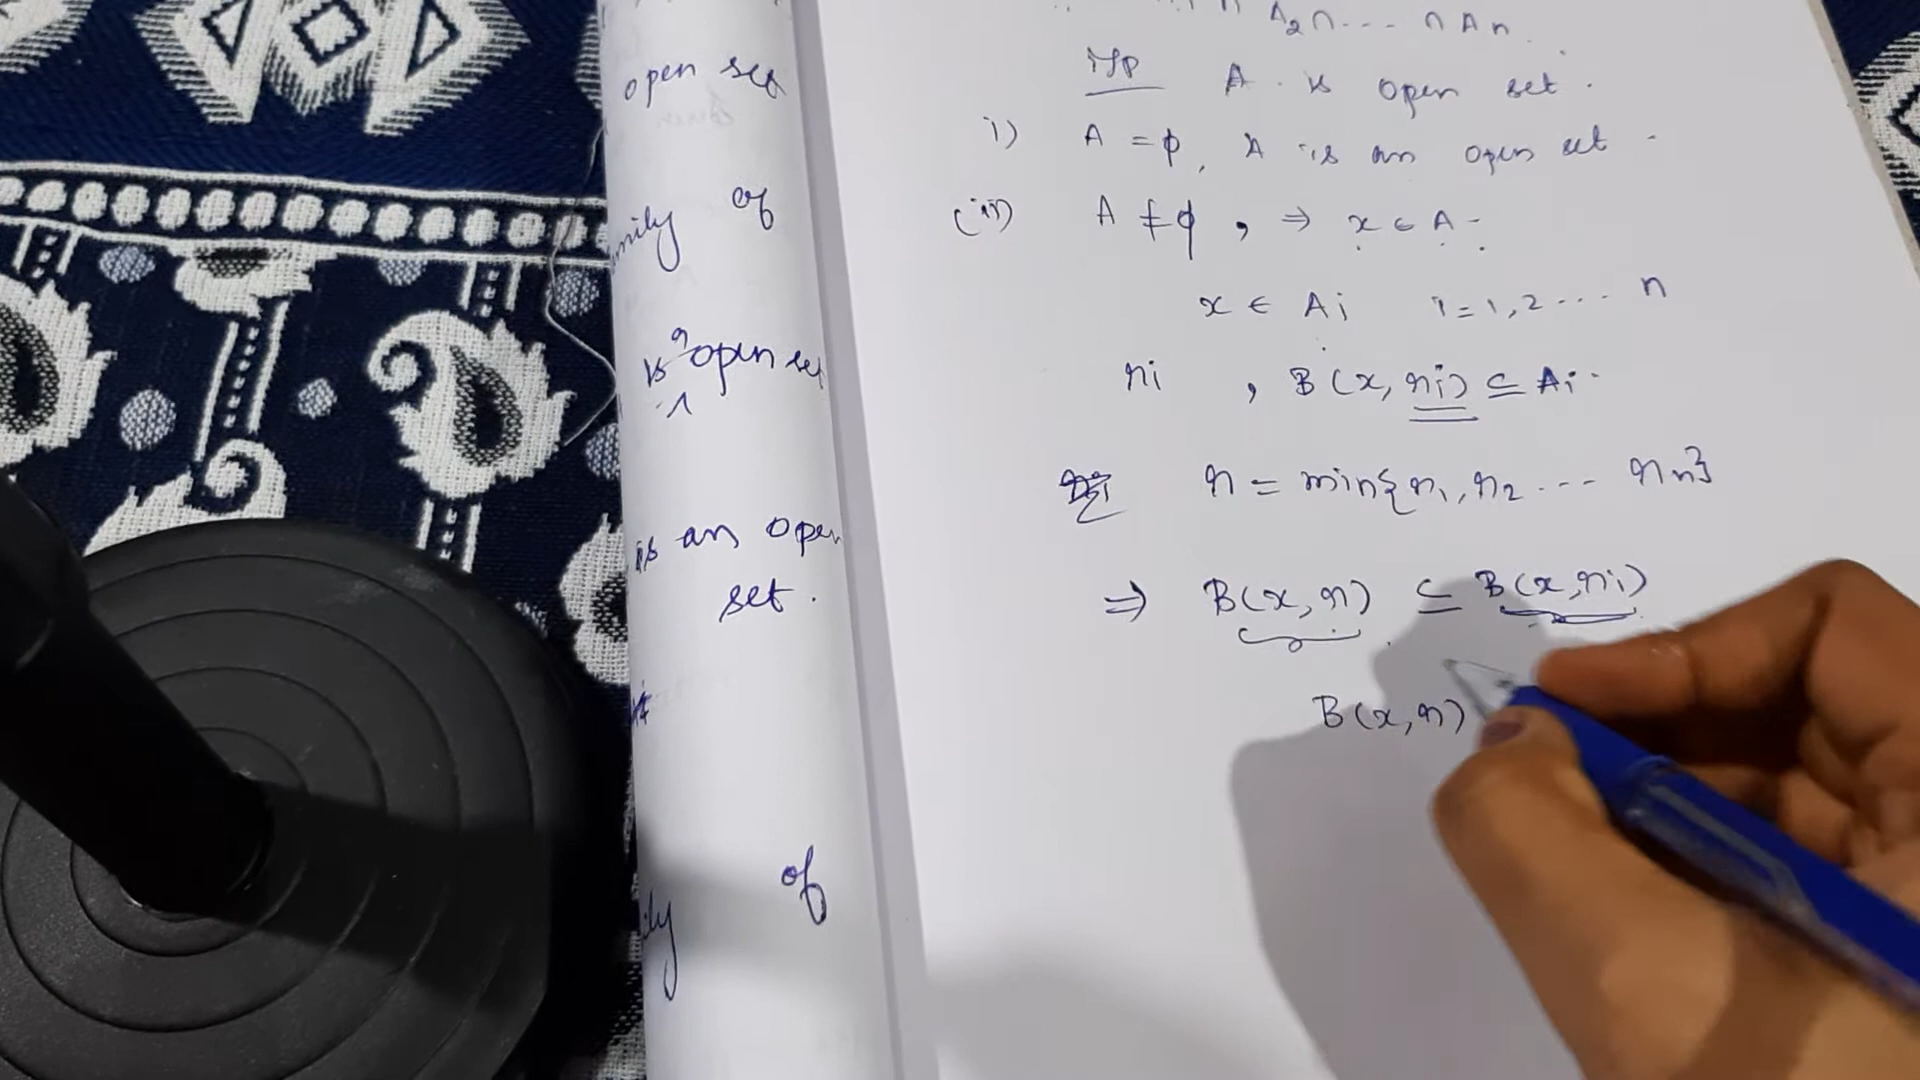 open set
of
is open set
is an open
set.
of
A2 ∩ ... ∩ An.
TSP A is open set.
i) A = ϕ, A is an open set.
(ii) A ≠ ϕ, ⇒ x ∈ A.
x ∈ Ai i = 1, 2 ... n
ri , B(x, ri) ⊆ Ai.
r = min{r1, r2 ... rn}
⇒ B(x, r) ⊆ B(x, ri)
B(x, r)